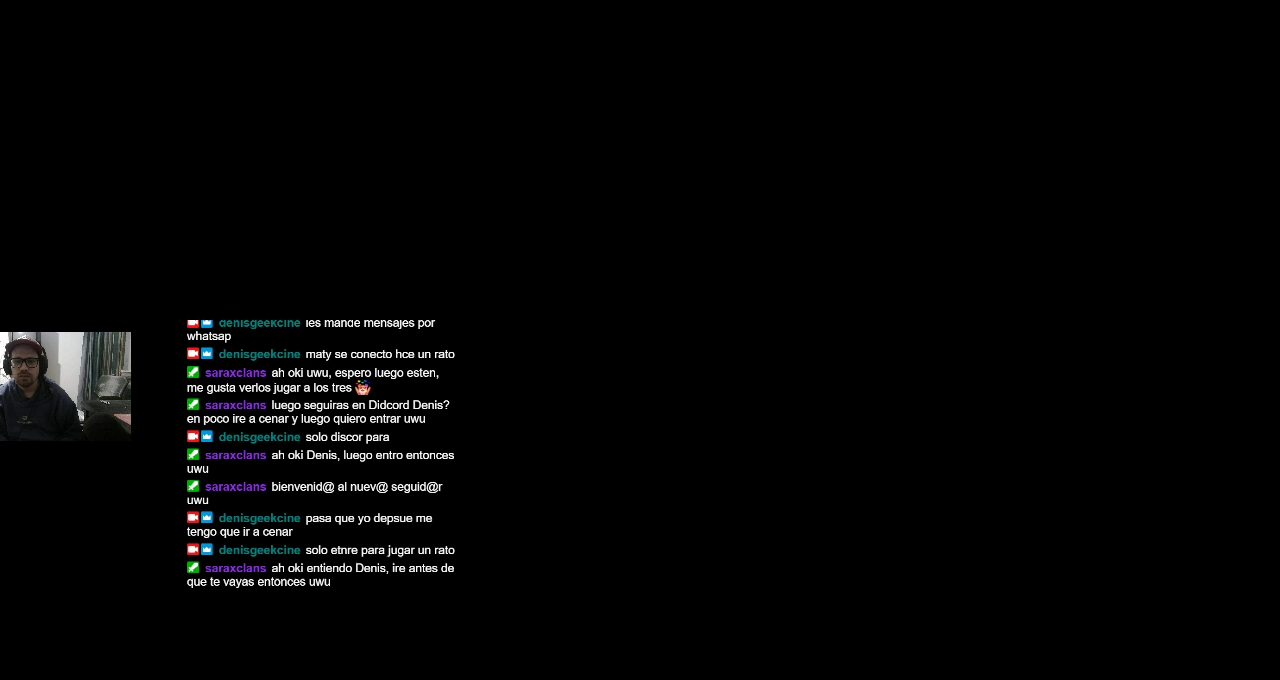 denisgeekcine les mande mensajes por
whatsap
denisgeekcine maty se conecto hce un rato
saraxclans ah oki uwu, espero luego esten,
me gusta verlos jugar a los tres
saraxclans luego seguiras en Didcord Denis?
en poco ire a cenar y luego quiero entrar uwu
denisgeekcine solo discor para
saraxclans ah oki Denis, luego entro entonces
uwu
saraxclans bienvenid@ al nuev@ seguid@r
uwu
denisgeekcine pasa que yo depsue me
tengo que ir a cenar
denisgeekcine solo etnre para jugar un rato
saraxclans ah oki entiendo Denis, ire antes de
que te vayas entonces uwu